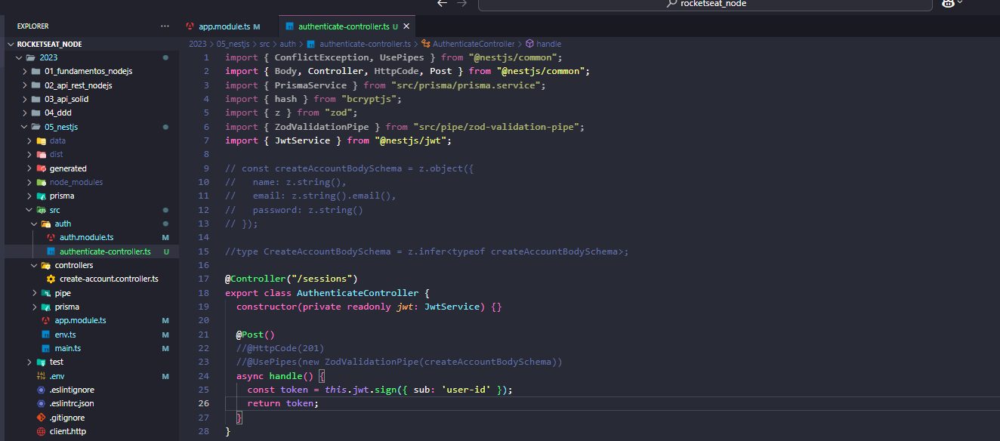 rocketseat_node
EXPLORER
app.module.ts M
authenticate-controller.ts U
ROCKETSEAT_NODE
2023 > 05_nestjs > src > auth > authenticate-controller.ts > AuthenticateController > handle
2023
01_fundamentos_nodejs
02_api_rest_nodejs
03_api_solid
04_ddd
05_nestjs
data
dist
generated
node_modules
prisma
src
auth
auth.module.ts M
authenticate-controller.ts U
controllers
create-account.controller.ts
pipe
prisma
app.module.ts M
env.ts M
main.ts M
test
.env M
.eslintignore
.eslintrc.json
.gitignore
client.http
1 import { ConflictException, UsePipes } from "@nestjs/common";
2 import { Body, Controller, HttpCode, Post } from "@nestjs/common";
3 import { PrismaService } from "src/prisma/prisma.service";
4 import { hash } from "bcryptjs";
5 import { z } from "zod";
6 import { ZodValidationPipe } from "src/pipe/zod-validation-pipe";
7 import { JwtService } from "@nestjs/jwt";
8
9 // const createAccountBodySchema = z.object({
10 //   name: z.string(),
11 //   email: z.string().email(),
12 //   password: z.string()
13 // });
14
15 //type CreateAccountBodySchema = z.infer<typeof createAccountBodySchema>;
16
17 @Controller("/sessions")
18 export class AuthenticateController {
19   constructor(private readonly jwt: JwtService) {}
20
21   @Post()
22   //@HttpCode(201)
23   //@UsePipes(new ZodValidationPipe(createAccountBodySchema))
24   async handle() {
25     const token = this.jwt.sign({ sub: 'user-id' });
26     return token;
27   }
28 }